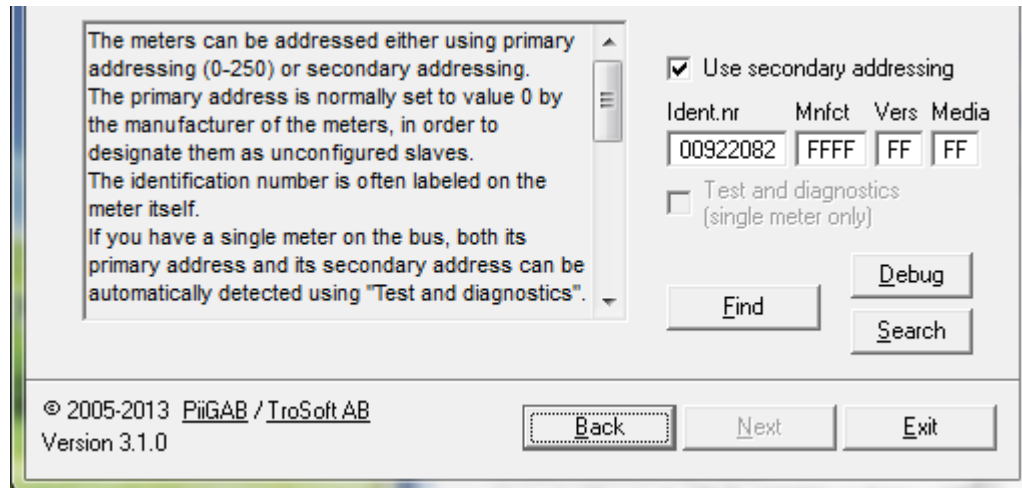 The meters can be addressed either using primary
addressing (0-250) or secondary addressing.
The primary address is normally set to value 0 by
the manufacturer of the meters, in order to
designate them as unconfigured slaves.
The identification number is often labeled on the
meter itself.
If you have a single meter on the bus, both its
primary address and its secondary address can be
automatically detected using "Test and diagnostics".
Use secondary addressing
Ident.nr Mnfct Vers Media
00922082 FFFF FF FF
Test and diagnostics
(single meter only)
Debug
Find
Search
© 2005-2013 PiiGAB / TroSoft AB
Version 3.1.0
Back Next Exit